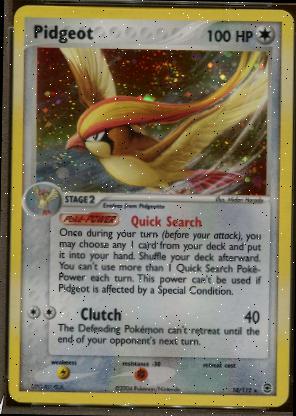 Pidgeot 100 HP
STAGE 2 Evolves from Pidgeotto
POKé-POWER Quick Search
Once during your turn (before your attack), you
may choose any 1 card from your deck and put
it into your hand. Shuffle your deck afterward.
You can't use more than 1 Quick Search Poké-
Power each turn. This power can't be used if
Pidgeot is affected by a Special Condition.
Clutch 40
The Defending Pokémon can't retreat until the
end of your opponent's next turn.
weakness resistance -30 retreat cost
©2004 Pokémon/Nintendo 10/112